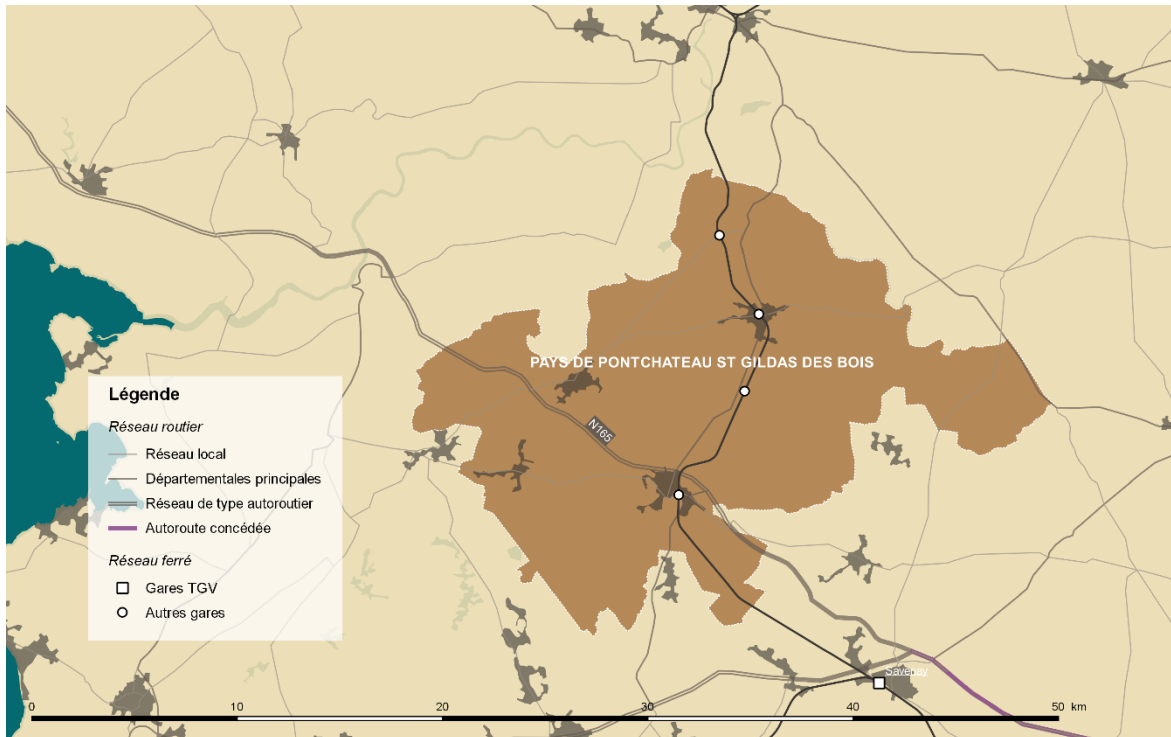 PAYS DE PONTCHATEAU ST GILDAS DES BOIS
N165
Légende
Réseau routier
Réseau local
Départementales principales
Réseau de type autoroutier
Autoroute concédée
Réseau ferré
Gares TGV
Autres gares
Savenay
0 10 20 30 40 50 km